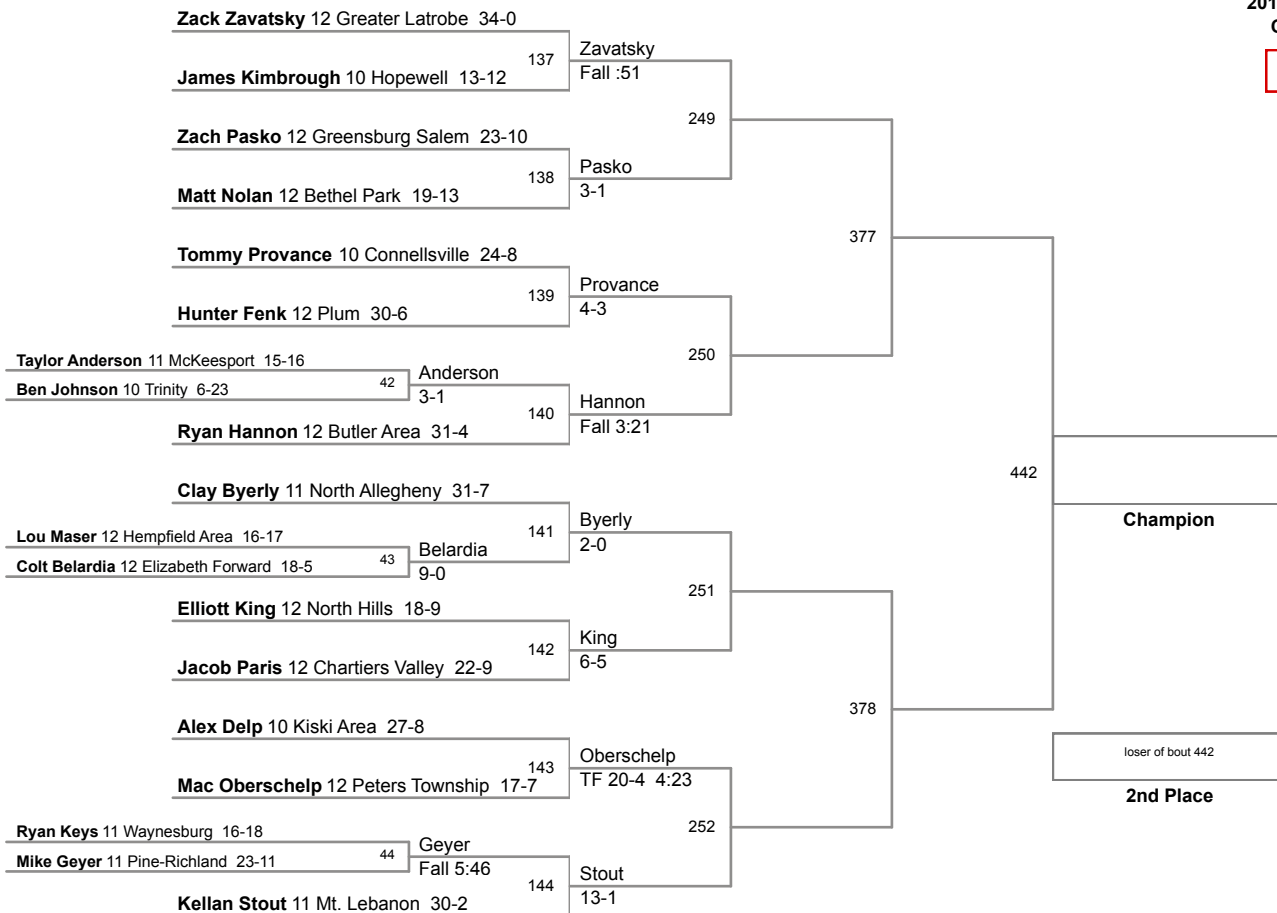 201
Zack Zavatsky 12 Greater Latrobe 34-0
137
Zavatsky
Fall :51
James Kimbrough 10 Hopewell 13-12
249
Zach Pasko 12 Greensburg Salem 23-10
138
Pasko
3-1
Matt Nolan 12 Bethel Park 19-13
377
Tommy Provance 10 Connellsville 24-8
139
Provance
4-3
Hunter Fenk 12 Plum 30-6
250
Taylor Anderson 11 McKeesport 15-16
42
Anderson
3-1
Ben Johnson 10 Trinity 6-23
140
Hannon
Fall 3:21
Ryan Hannon 12 Butler Area 31-4
442
Champion
Clay Byerly 11 North Allegheny 31-7
141
Byerly
2-0
Lou Maser 12 Hempfield Area 16-17
43
Belardia
9-0
Colt Belardia 12 Elizabeth Forward 18-5
251
Elliott King 12 North Hills 18-9
142
King
6-5
Jacob Paris 12 Chartiers Valley 22-9
378
Alex Delp 10 Kiski Area 27-8
143
Oberschelp
TF 20-4 4:23
Mac Oberschelp 12 Peters Township 17-7
loser of bout 442
2nd Place
252
Ryan Keys 11 Waynesburg 16-18
44
Geyer
Fall 5:46
Mike Geyer 11 Pine-Richland 23-11
144
Stout
13-1
Kellan Stout 11 Mt. Lebanon 30-2